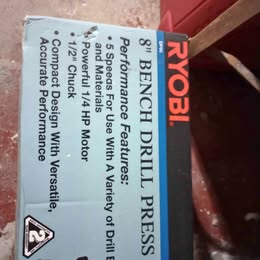 RYOBI
8" BENCH DRILL PRESS
Performance Features:
• 5 Speeds For Use With A Variety of Drill
and Materials
• Powerful 1/4 HP Motor
• 1/2" Chuck
• Compact Design With Versatile,
Accurate Performance
2